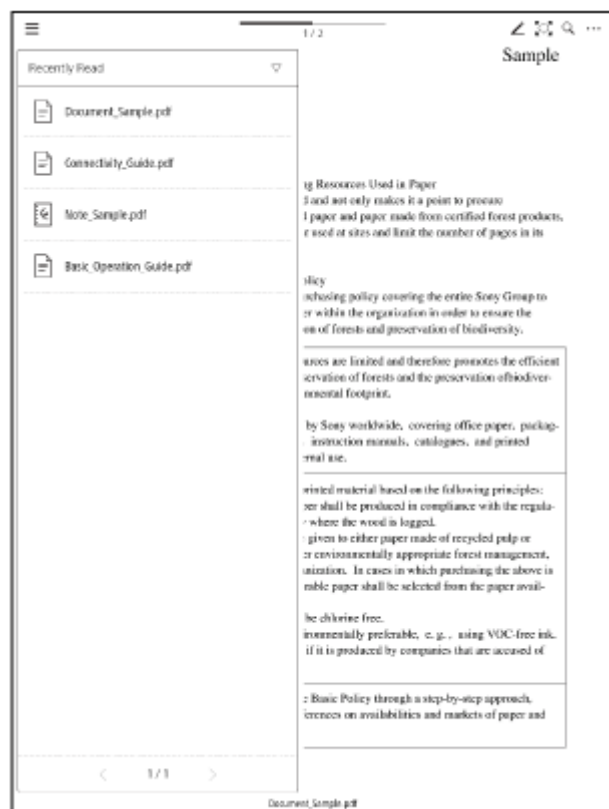 1 / 2
Sample
Recently Read
Document_Sample.pdf
Connectivity_Guide.pdf
Note_Sample.pdf
Basic_Operation_Guide.pdf
1/1
ng Resources Used in Paper
d and not only makes it a point to procure
d paper and paper made from certified forest products,
r used at sites and limit the number of pages in its
olicy
rchasing policy covering the entire Sony Group to
er within the organization in order to ensure the
on of forests and preservation of biodiversity.
urces are limited and therefore promotes the efficient
servation of forests and the preservation ofbiodiver-
nmental footprint.
by Sony worldwide, covering office paper, packag-
instruction manuals, catalogues, and printed
ernal use.
printed material based on the following principles:
per shall be produced in compliance with the regula-
where the wood is logged.
given to either paper made of recycled pulp or
er environmentally appropriate forest management,
anization. In cases in which purchasing the above is
rable paper shall be selected from the paper avail-
be chlorine free.
ironmentally preferable, e. g., using VOC-free ink.
if it is produced by companies that are accused of
Basic Policy through a step-by-step approach,
ferences on availabilities and markets of paper and
Document_Sample.pdf